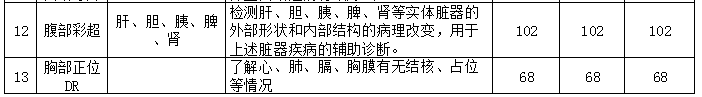 12
腹部彩超
肝、胆、胰、脾
、肾
检测肝、胆、胰、脾、肾等实体脏器的
外部形状和内部结构的病理改变，用于
上述脏器疾病的辅助诊断。
102
102
102
13
胸部正位
DR
了解心、肺、膈、胸膜有无结核、占位
等情况
68
68
68